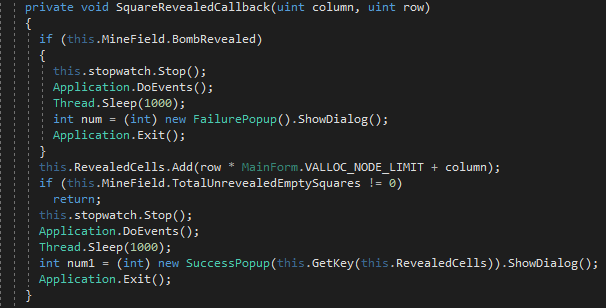 private void SquareRevealedCallback(uint column, uint row)
{
if (this.MineField.BombRevealed)
{
this.stopwatch.Stop();
Application.DoEvents();
Thread.Sleep(1000);
int num = (int) new FailurePopup().ShowDialog();
Application.Exit();
}
this.RevealedCells.Add(row * MainForm.VALLOC_NODE_LIMIT + column);
if (this.MineField.TotalUnrevealedEmptySquares != 0)
return;
this.stopwatch.Stop();
Application.DoEvents();
Thread.Sleep(1000);
int num1 = (int) new SuccessPopup(this.GetKey(this.RevealedCells)).ShowDialog();
Application.Exit();
}